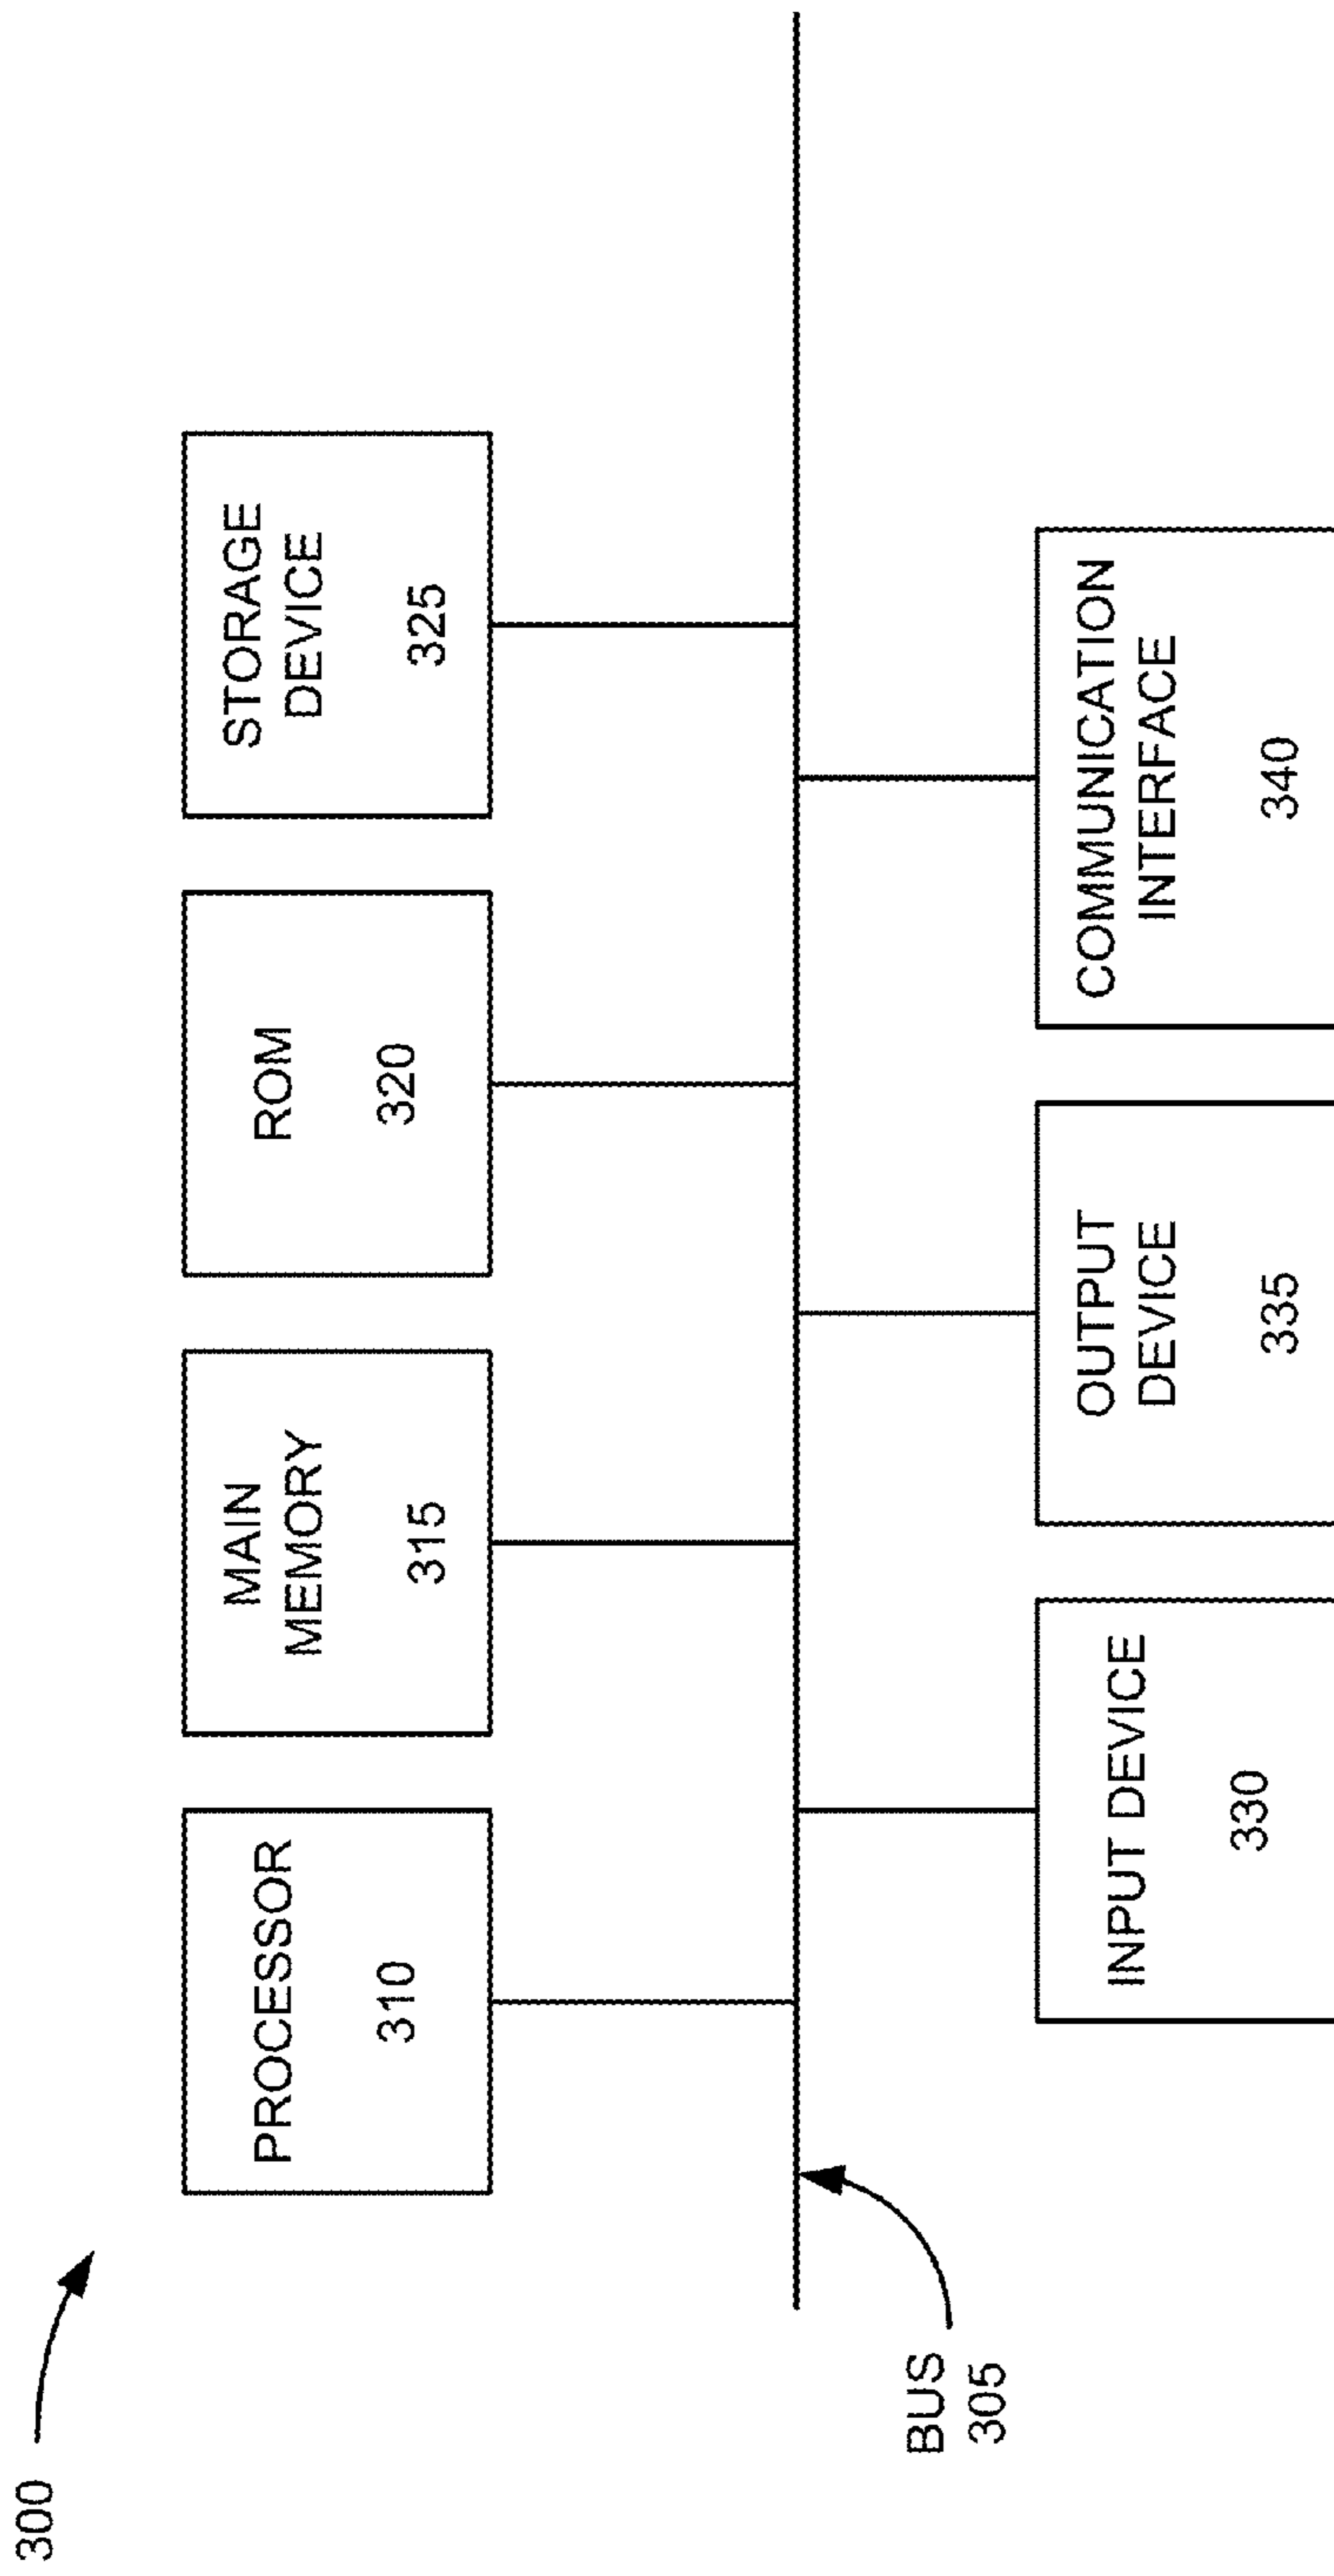 300
PROCESSOR
310
MAIN
MEMORY
315
ROM
320
STORAGE
DEVICE
325
BUS
305
INPUT DEVICE
330
OUTPUT
DEVICE
335
COMMUNICATION
INTERFACE
340